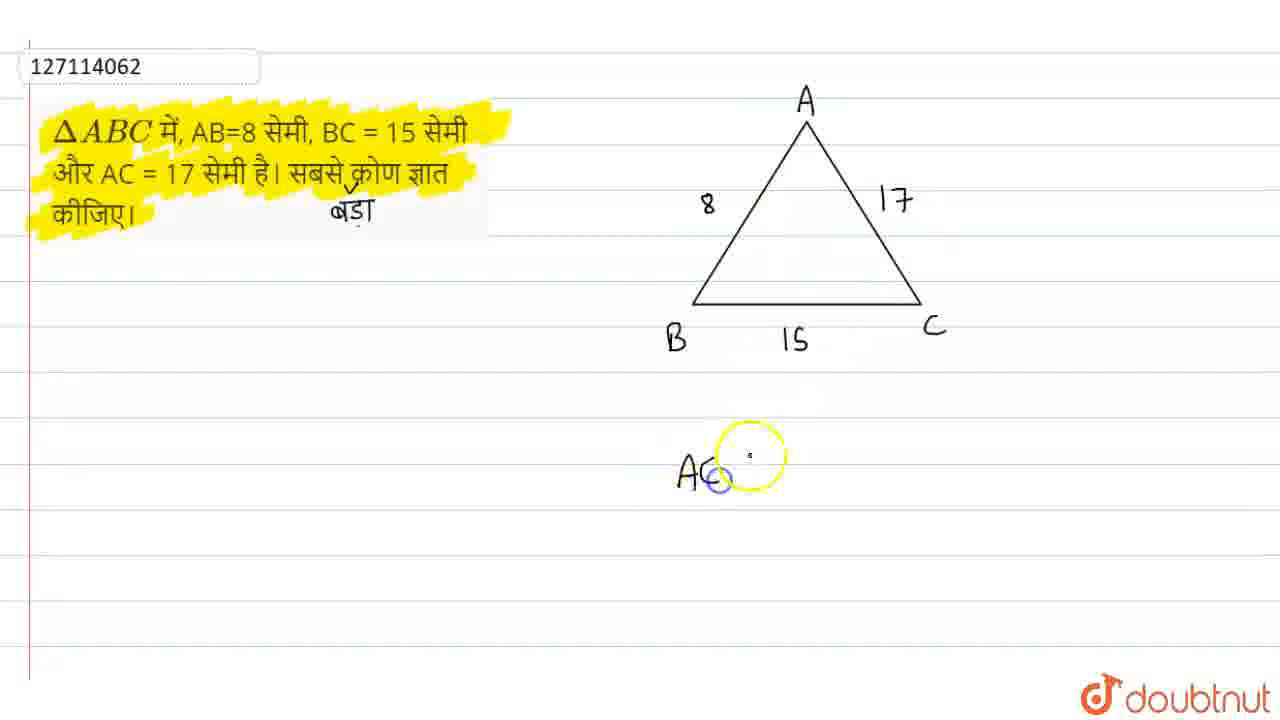 127114062
ΔABC में, AB=8 सेमी, BC = 15 सेमी
और AC = 17 सेमी है। सबसे कोण ज्ञात
कीजिए।
बड़ा
A
8
17
B
15
C
AC
doubtnut